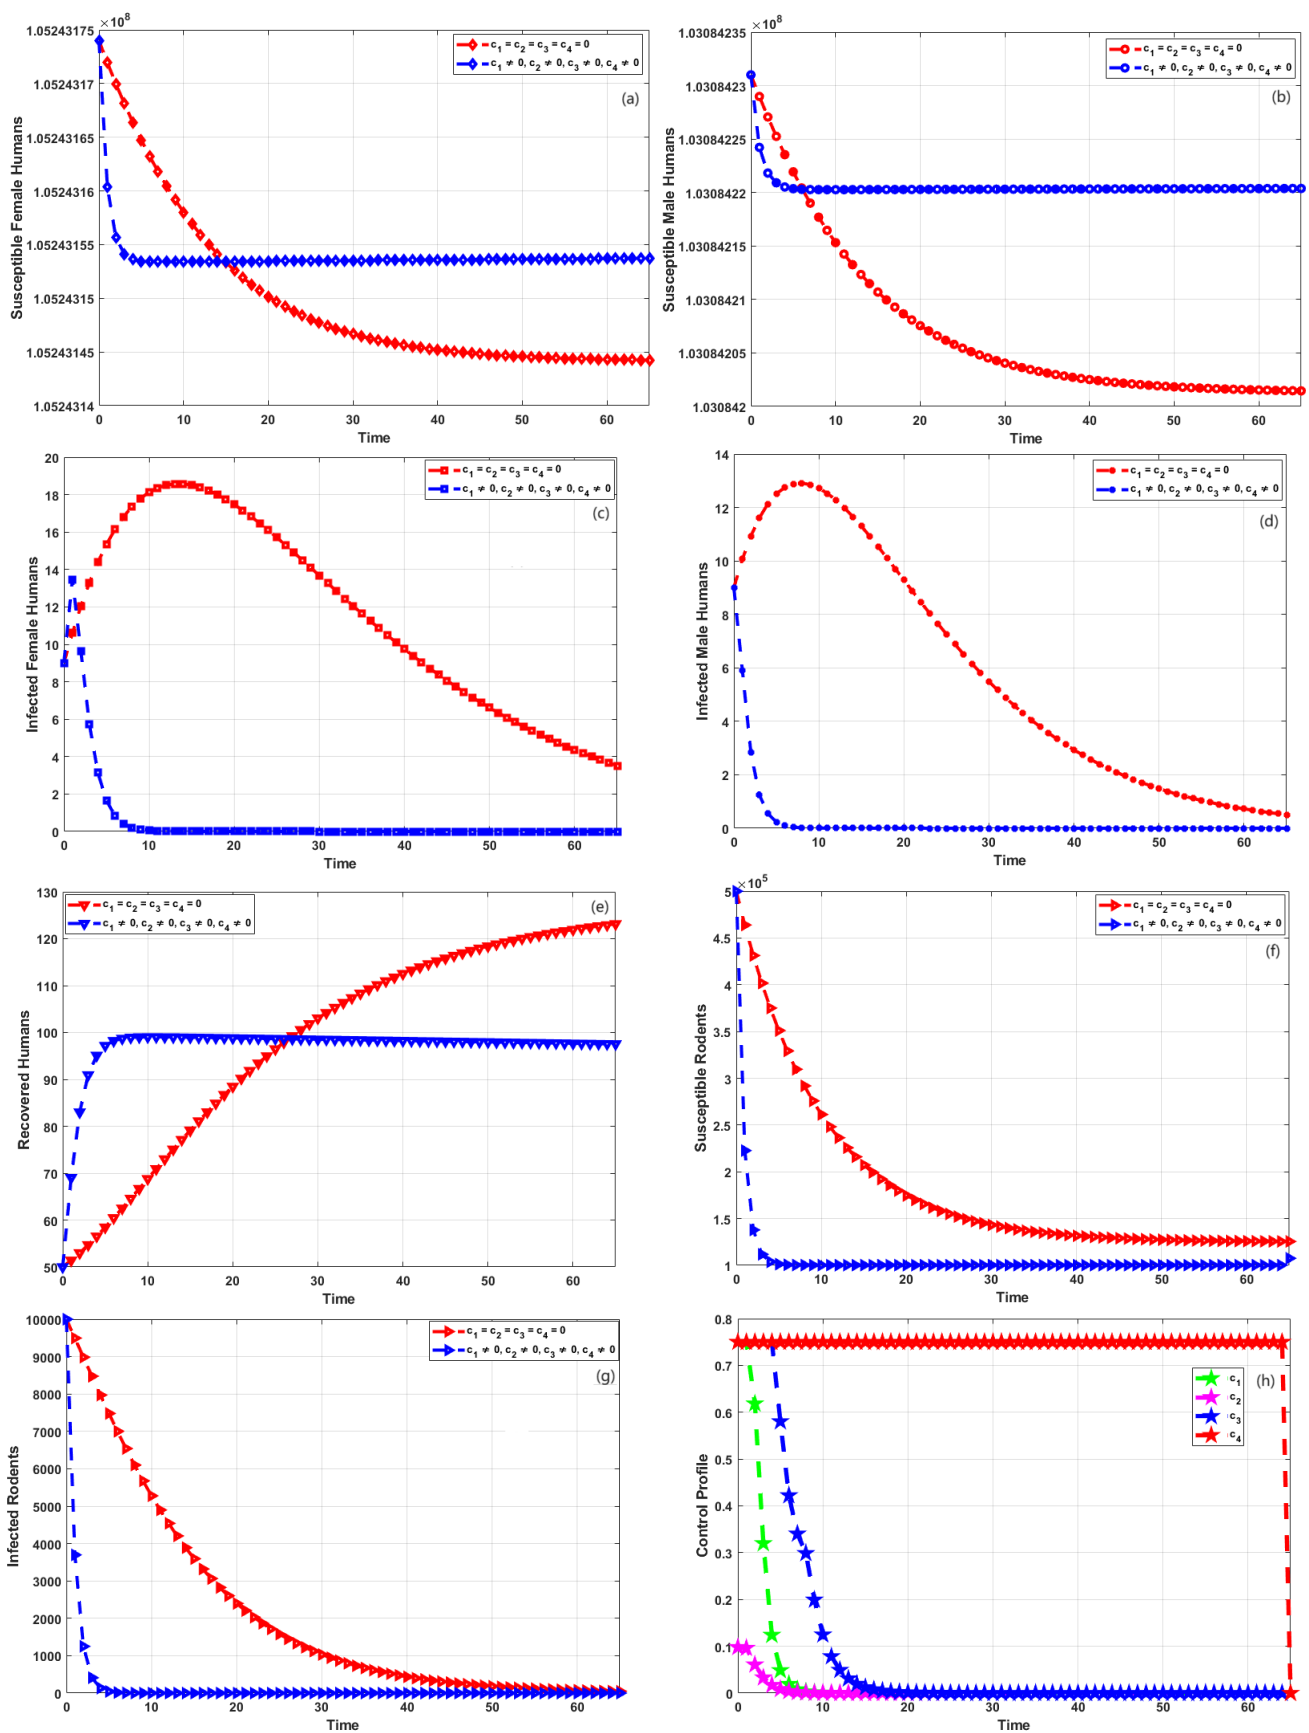 ×10⁸
1.05243175
1.0524317
1.05243165
1.0524316
1.05243155
1.0524315
1.05243145
1.0524314
Susceptible Female Humans
c₁ = c₂ = c₃ = c₄ = 0
c₁ ≠ 0, c₂ ≠ 0, c₃ ≠ 0, c₄ ≠ 0
(a)
0 10 20 30 40 50 60
Time
×10⁸
1.03084235
1.0308423
1.03084225
1.0308422
1.03084215
1.0308421
1.03084205
1.030842
Susceptible Male Humans
c₁ = c₂ = c₃ = c₄ = 0
c₁ ≠ 0, c₂ ≠ 0, c₃ ≠ 0, c₄ ≠ 0
(b)
0 10 20 30 40 50 60
Time
20
18
16
14
12
10
8
6
4
2
0
Infected Female Humans
c₁ = c₂ = c₃ = c₄ = 0
c₁ ≠ 0, c₂ ≠ 0, c₃ ≠ 0, c₄ ≠ 0
(c)
0 10 20 30 40 50 60
Time
14
12
10
8
6
4
2
0
Infected Male Humans
c₁ = c₂ = c₃ = c₄ = 0
c₁ ≠ 0, c₂ ≠ 0, c₃ ≠ 0, c₄ ≠ 0
(d)
0 10 20 30 40 50 60
Time
130
120
110
100
90
80
70
60
50
Recovered Humans
c₁ = c₂ = c₃ = c₄ = 0
c₁ ≠ 0, c₂ ≠ 0, c₃ ≠ 0, c₄ ≠ 0
(e)
0 10 20 30 40 50 60
Time
×10⁵
5
4.5
4
3.5
3
2.5
2
1.5
1
Susceptible Rodents
c₁ = c₂ = c₃ = c₄ = 0
c₁ ≠ 0, c₂ ≠ 0, c₃ ≠ 0, c₄ ≠ 0
(f)
0 10 20 30 40 50 60
Time
10000
9000
8000
7000
6000
5000
4000
3000
2000
1000
0
Infected Rodents
c₁ = c₂ = c₃ = c₄ = 0
c₁ ≠ 0, c₂ ≠ 0, c₃ ≠ 0, c₄ ≠ 0
(g)
0 10 20 30 40 50 60
Time
0.8
0.7
0.6
0.5
0.4
0.3
0.2
0.1
0
Control Profile
c₁
c₂
c₃
c₄
(h)
0 10 20 30 40 50 60
Time